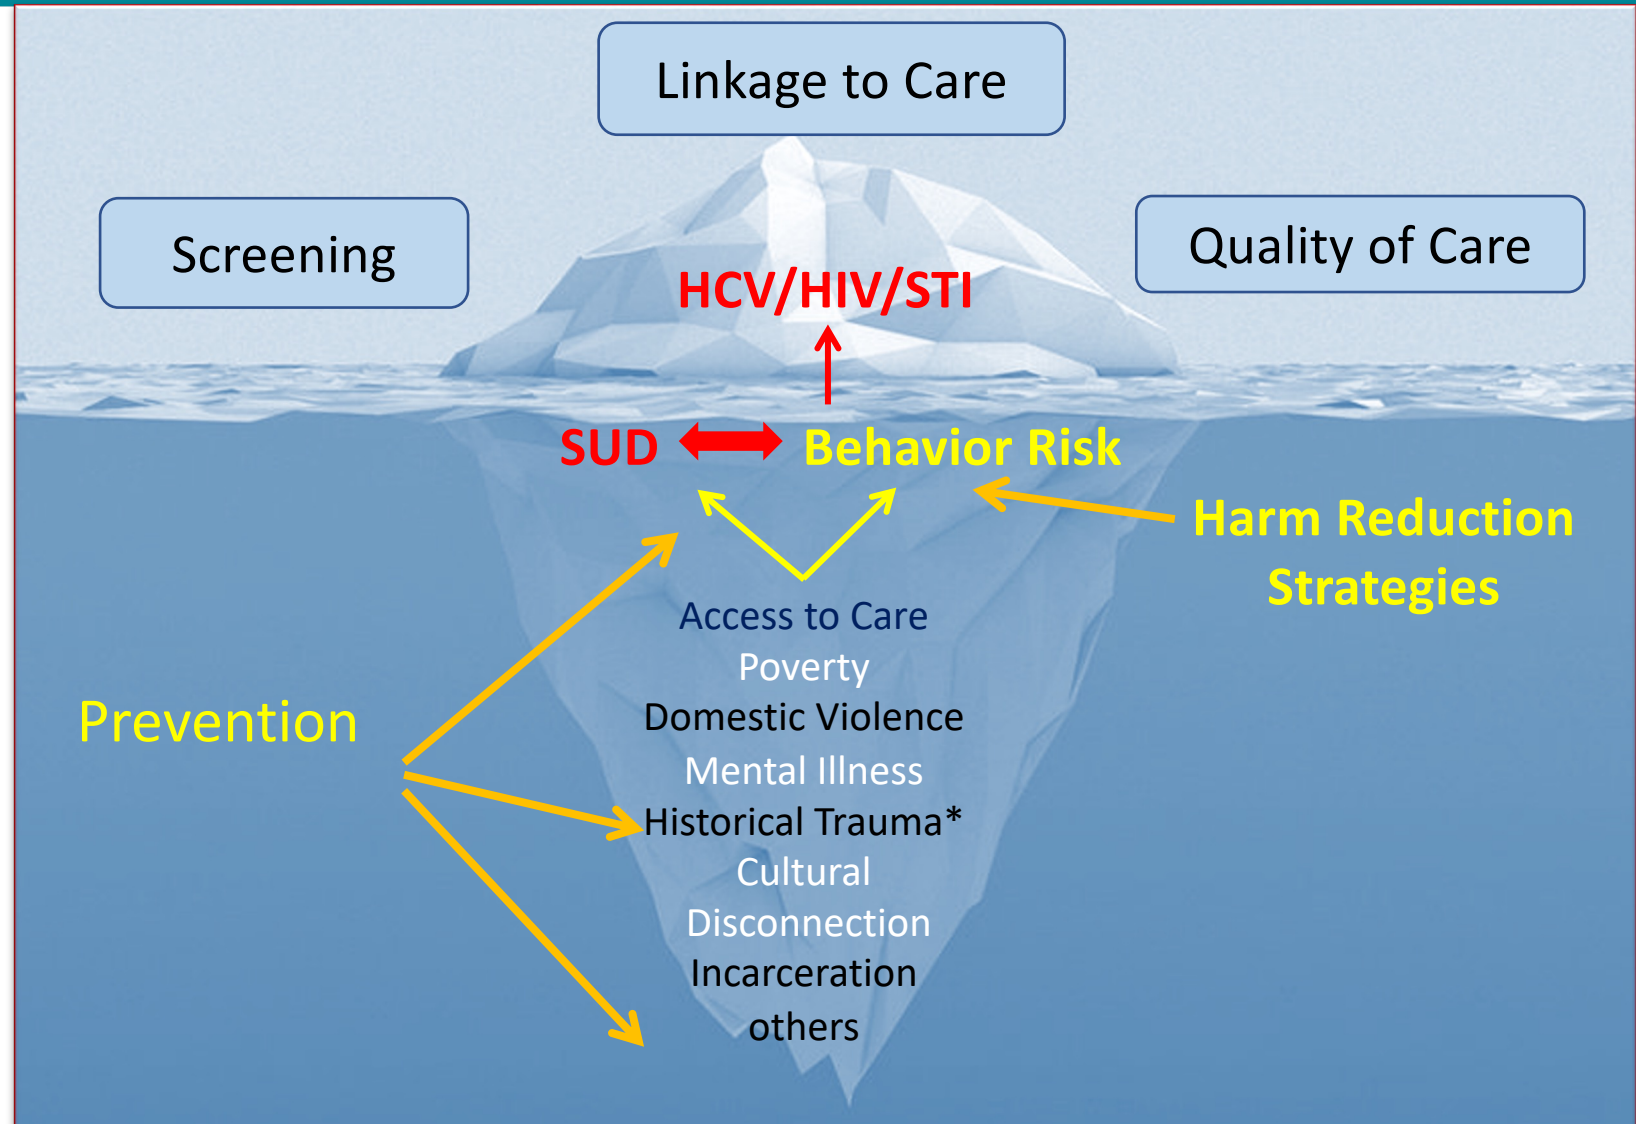 Linkage to Care
Screening
Quality of Care
HCV/HIV/STI
SUD
Behavior Risk
Harm Reduction
Strategies
Access to Care
Poverty
Prevention
Domestic Violence
Mental Illness
Historical Trauma*
Cultural
Disconnection
Incarceration
others